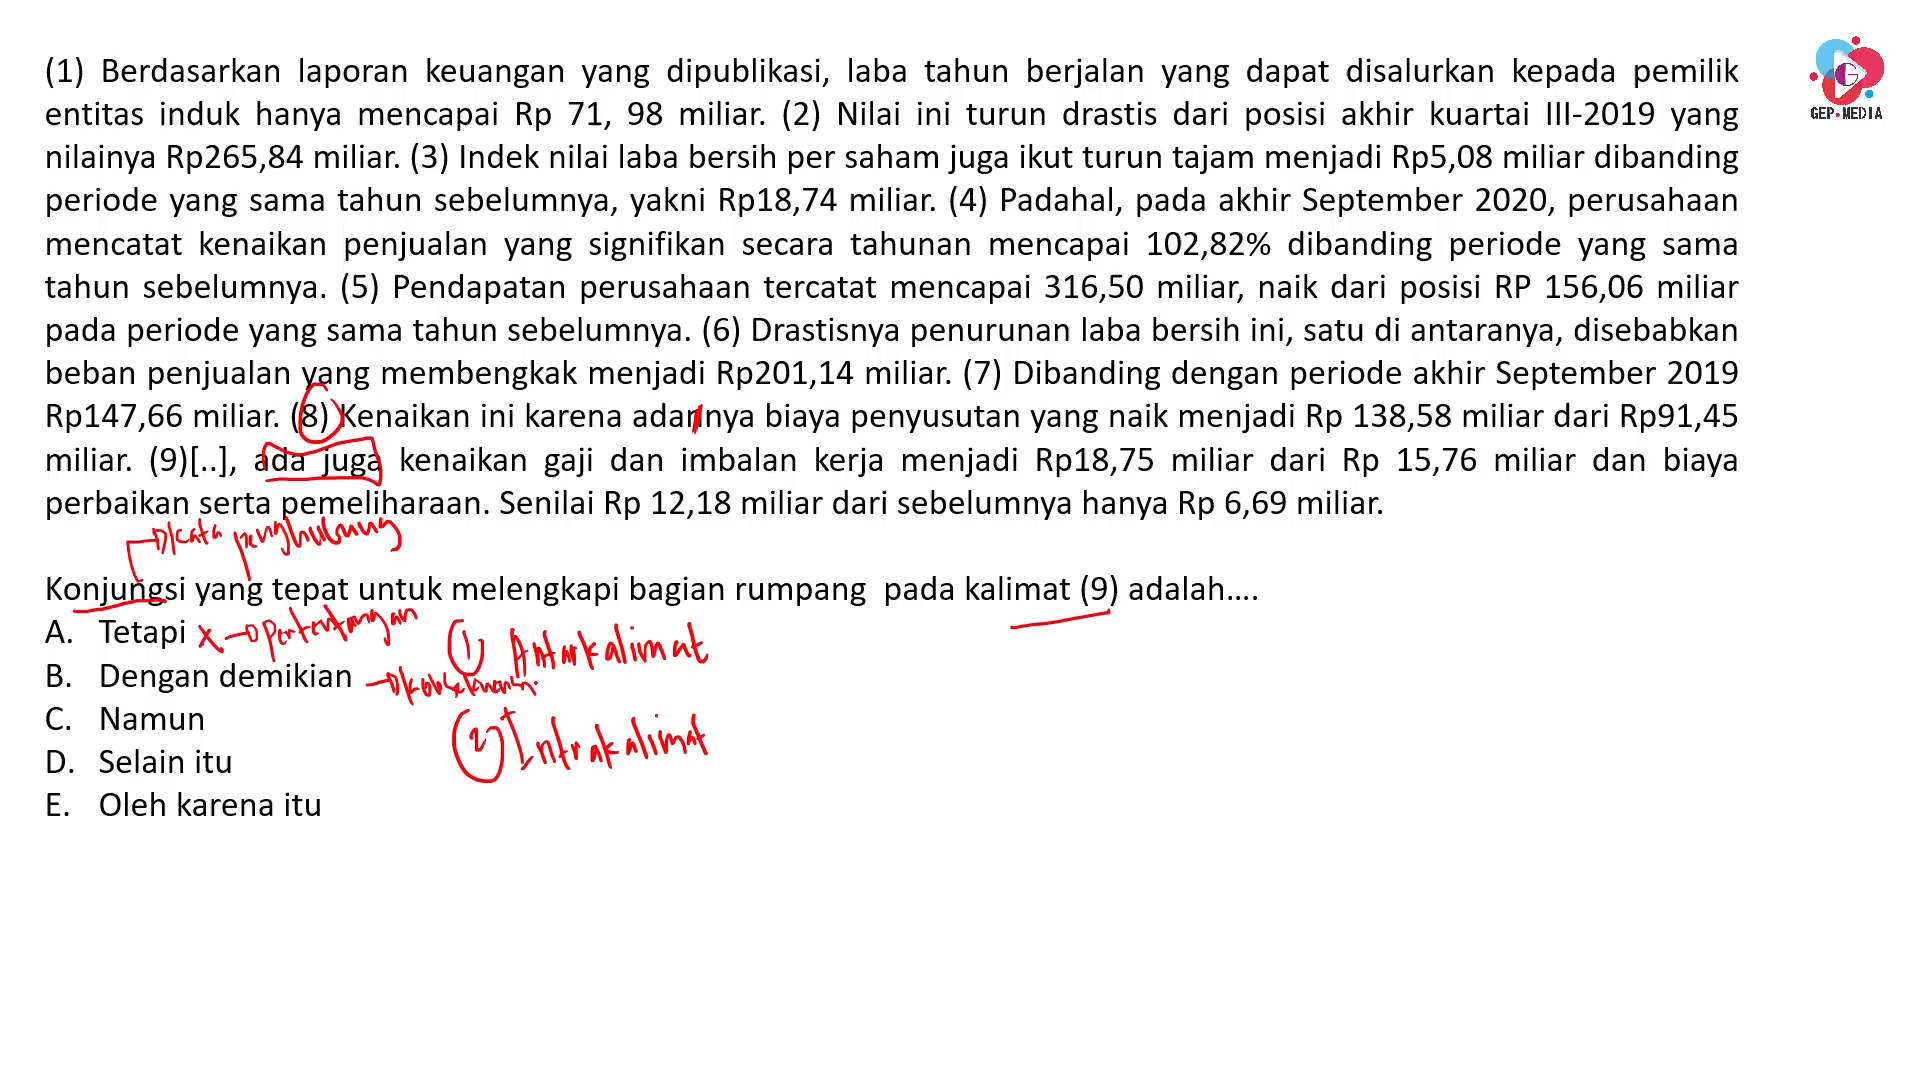 (1) Berdasarkan laporan keuangan yang dipublikasi, laba tahun berjalan yang dapat disalurkan kepada pemilik
entitas induk hanya mencapai Rp 71, 98 miliar. (2) Nilai ini turun drastis dari posisi akhir kuartai III-2019 yang
nilainya Rp265,84 miliar. (3) Indek nilai laba bersih per saham juga ikut turun tajam menjadi Rp5,08 miliar dibanding
periode yang sama tahun sebelumnya, yakni Rp18,74 miliar. (4) Padahal, pada akhir September 2020, perusahaan
mencatat kenaikan penjualan yang signifikan secara tahunan mencapai 102,82% dibanding periode yang sama
tahun sebelumnya. (5) Pendapatan perusahaan tercatat mencapai 316,50 miliar, naik dari posisi RP 156,06 miliar
pada periode yang sama tahun sebelumnya. (6) Drastisnya penurunan laba bersih ini, satu di antaranya, disebabkan
beban penjualan yang membengkak menjadi Rp201,14 miliar. (7) Dibanding dengan periode akhir September 2019
Rp147,66 miliar. (8) Kenaikan ini karena adannya biaya penyusutan yang naik menjadi Rp 138,58 miliar dari Rp91,45
miliar. (9)[..], ada juga kenaikan gaji dan imbalan kerja menjadi Rp18,75 miliar dari Rp 15,76 miliar dan biaya
perbaikan serta pemeliharaan. Senilai Rp 12,18 miliar dari sebelumnya hanya Rp 6,69 miliar.
kata penghubung
Konjungsi yang tepat untuk melengkapi bagian rumpang pada kalimat (9) adalah....
A. Tetapi x pertentangan
B. Dengan demikian
C. Namun
D. Selain itu
E. Oleh karena itu
1 Antarkalimat
2 Intrakalimat
G
GEP MEDIA